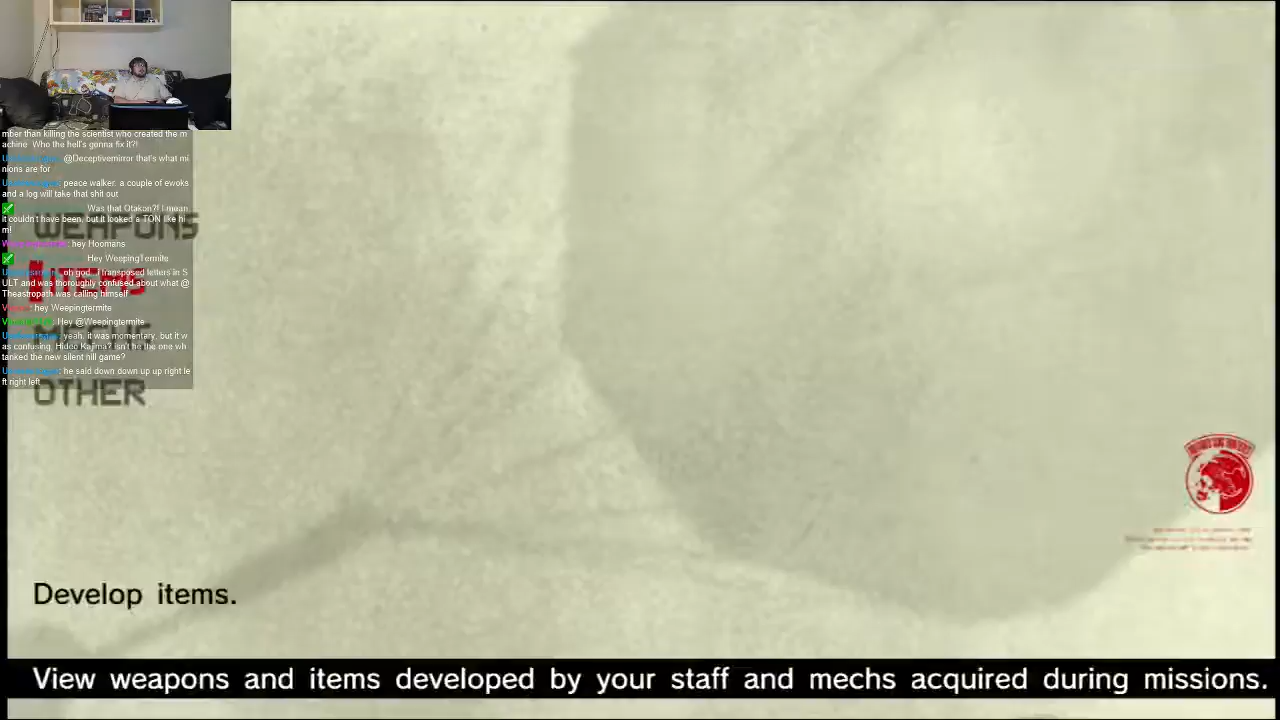 mber than killing the scientist who created the m
achine  Who the hell's gonna fix it?!
@Deceptivemirror that's what mi
nions are for
peace walker: a couple of ewoks
and a log will take that shit out
Was that Otakon?! I mean,
it couldn't have been, but it looked a TON like hi
m!
hey Hoomans
Hey WeepingTermite
oh god...I transposed letters in S
ULT and was thoroughly confused about what @
Theastropath was calling himself
hey Weepingtermite
Hey @Weepingtermite
yeah, it was momentary, but it w
as confusing. Hideo Kajima? isn't he the one wh
tanked the new silent hill game?
he said down down up up right le
ft right left
WEAPONS
ITEMS
MECHS
OTHER
Develop items.
View weapons and items developed by your staff and mechs acquired during missions.